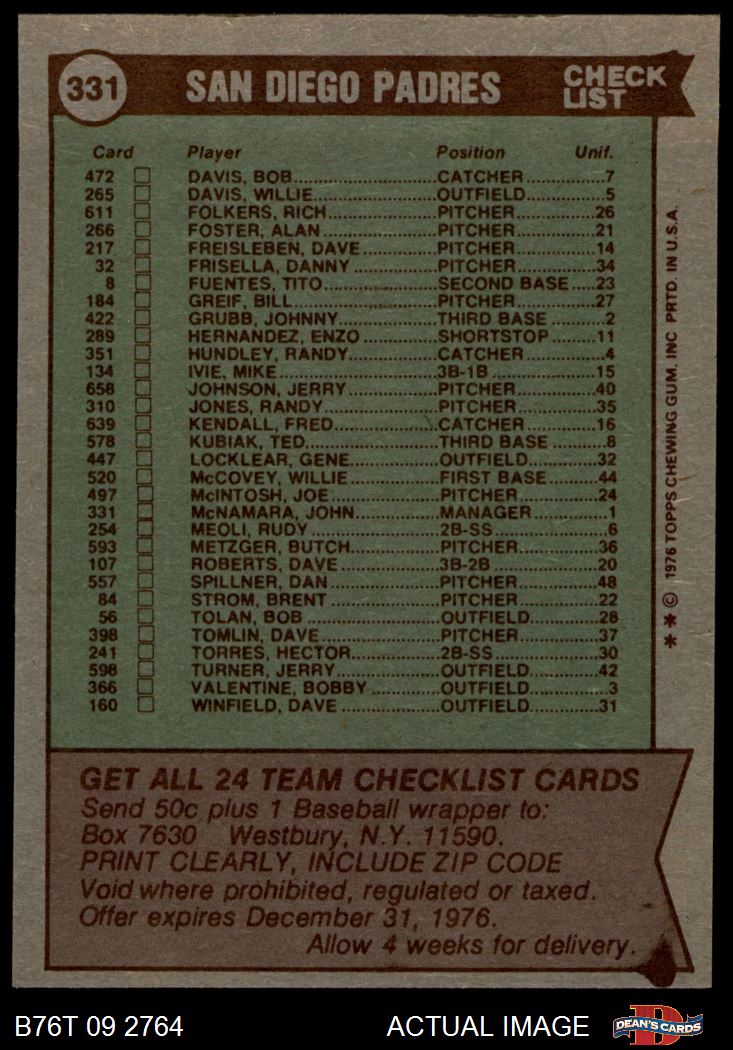 331 SAN DIEGO PADRES CHECK LIST
Card Player Position Unif.
472 DAVIS, BOB CATCHER 7
265 DAVIS, WILLIE OUTFIELD 5
611 FOLKERS, RICH PITCHER 26
266 FOSTER, ALAN PITCHER 21
217 FREISLEBEN, DAVE PITCHER 14
32 FRISELLA, DANNY PITCHER 34
8 FUENTES, TITO SECOND BASE 23
184 GREIF, BILL PITCHER 27
422 GRUBB, JOHNNY THIRD BASE 2
289 HERNANDEZ, ENZO SHORTSTOP 11
351 HUNDLEY, RANDY CATCHER 4
134 IVIE, MIKE 3B-1B 15
658 JOHNSON, JERRY PITCHER 40
310 JONES, RANDY PITCHER 35
639 KENDALL, FRED CATCHER 16
578 KUBIAK, TED THIRD BASE 8
447 LOCKLEAR, GENE OUTFIELD 32
520 McCOVEY, WILLIE FIRST BASE 44
497 McINTOSH, JOE PITCHER 24
331 McNAMARA, JOHN MANAGER 1
254 MEOLI, RUDY 2B-SS 6
593 METZGER, BUTCH PITCHER 36
107 ROBERTS, DAVE 3B-2B 20
557 SPILLNER, DAN PITCHER 48
84 STROM, BRENT PITCHER 22
56 TOLAN, BOB OUTFIELD 28
398 TOMLIN, DAVE PITCHER 37
241 TORRES, HECTOR 2B-SS 30
598 TURNER, JERRY OUTFIELD 42
366 VALENTINE, BOBBY OUTFIELD 3
160 WINFIELD, DAVE OUTFIELD 31
* * © 1976 TOPPS CHEWING GUM, INC PRTD. IN U.S.A.
GET ALL 24 TEAM CHECKLIST CARDS
Send 50c plus 1 Baseball wrapper to:
Box 7630 Westbury, N.Y. 11590.
PRINT CLEARLY, INCLUDE ZIP CODE
Void where prohibited, regulated or taxed.
Offer expires December 31, 1976.
Allow 4 weeks for delivery.
B76T 09 2764 ACTUAL IMAGE D DEAN'S CARDS